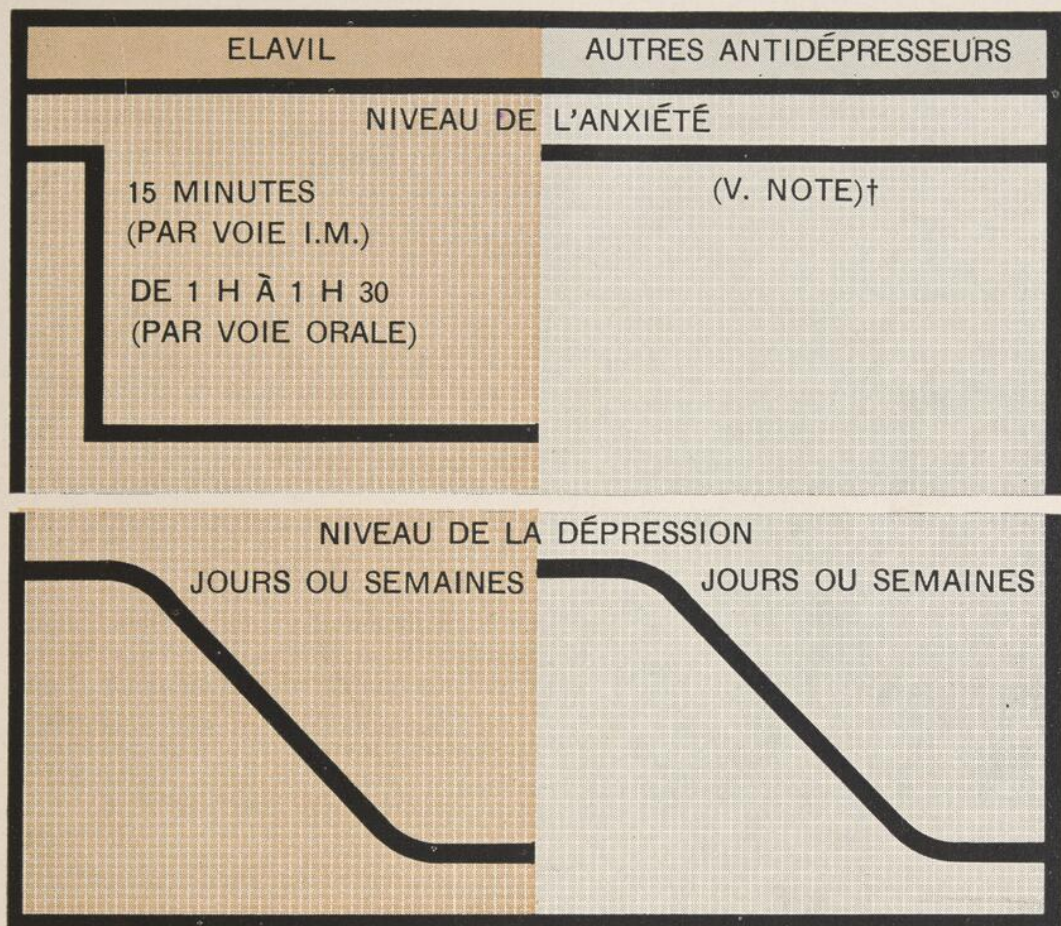 ELAVIL
AUTRES ANTIDÉPRESSEURS
NIVEAU DE L'ANXIÉTÉ
15 MINUTES
(PAR VOIE I.M.)
DE 1 H À 1 H 30
(PAR VOIE ORALE)
(V. NOTE)†
NIVEAU DE LA DÉPRESSION
JOURS OU SEMAINES
JOURS OU SEMAINES